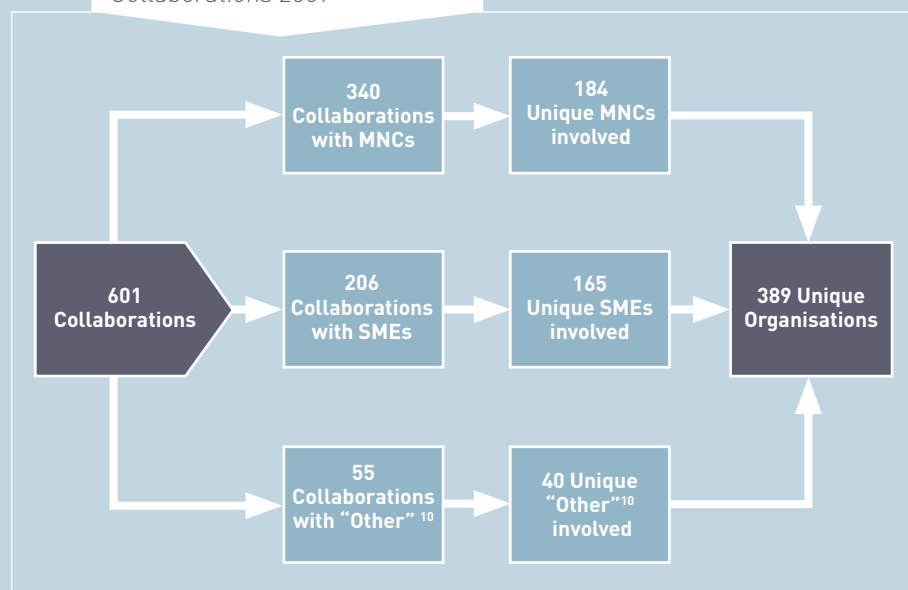 Collaborations 2009
340
Collaborations
with MNCs
184
Unique MNCs
involved
601
Collaborations
206
Collaborations
with SMEs
165
Unique SMEs
involved
389 Unique
Organisations
55
Collaborations
with “Other” 10
40 Unique
“Other”10
involved